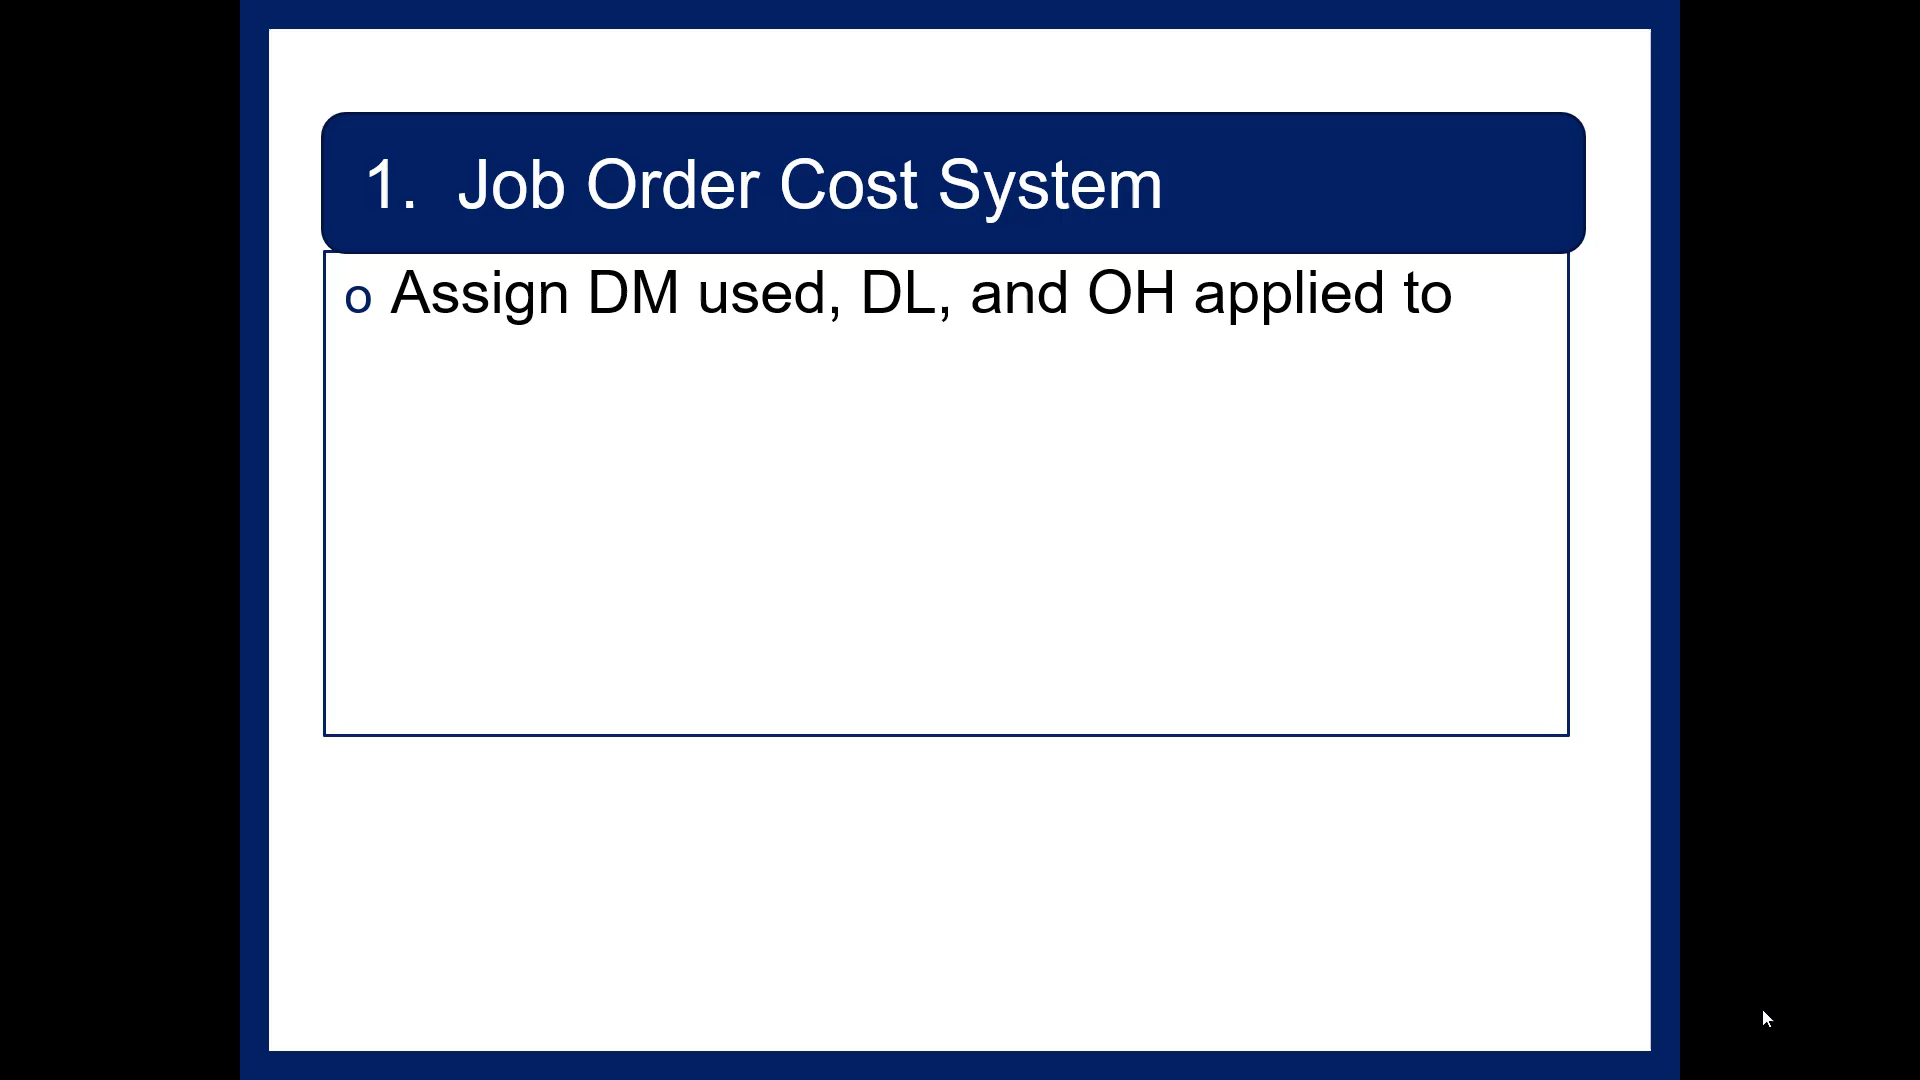 1. Job Order Cost System
o Assign DM used, DL, and OH applied to